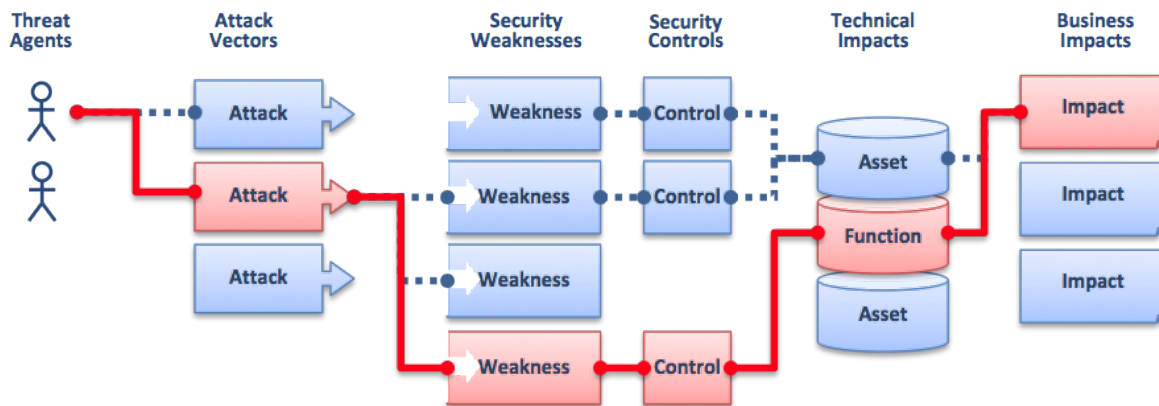 Threat
Agents
Attack
Vectors
Security
Weaknesses
Security
Controls
Technical
Impacts
Business
Impacts
Attack
Weakness
Control
Impact
Asset
Attack
Weakness
Control
Impact
Function
Attack
Weakness
Impact
Asset
Weakness
Control